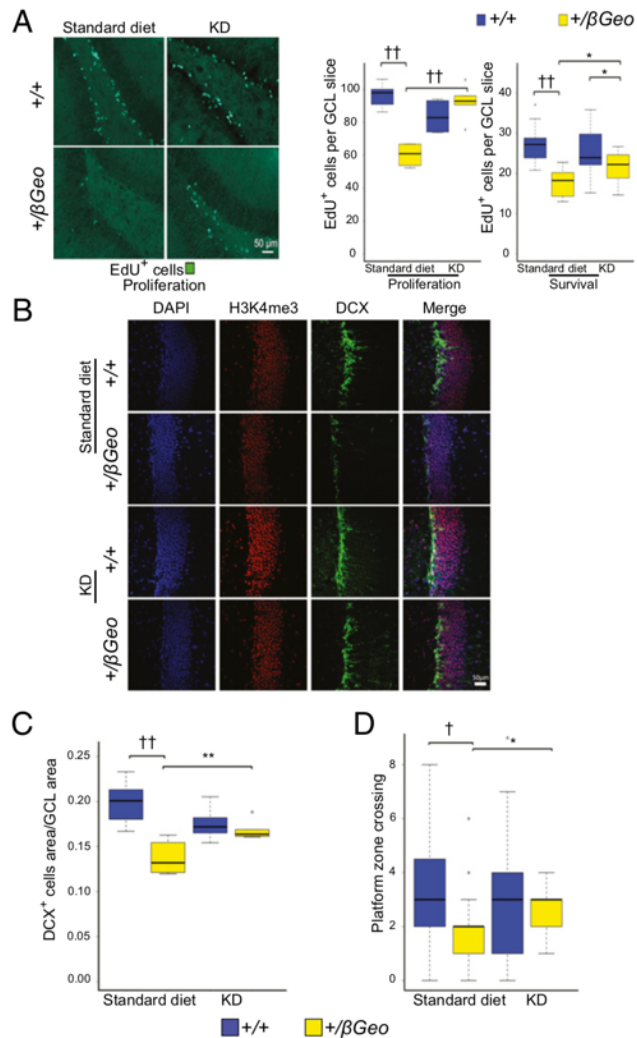 A
Standard diet KD
+/+
+/βGeo
50 µm
EdU+ cells
Proliferation
+/+ +/βGeo
EdU+ cells per GCL slice
100
80
60
40
20
0
††
††
Standard diet KD
Proliferation
EdU+ cells per GCL slice
40
30
20
10
0
††
*
*
Standard diet KD
Survival
B
DAPI H3K4me3 DCX Merge
Standard diet
+/+
+/βGeo
KD
+/+
+/βGeo
50µm
C
DCX+ cells area/GCL area
0.25
0.20
0.15
0.10
0.05
0.00
††
**
Standard diet KD
D
Platform zone crossing
8
6
4
2
0
†
*
Standard diet KD
+/+ +/βGeo